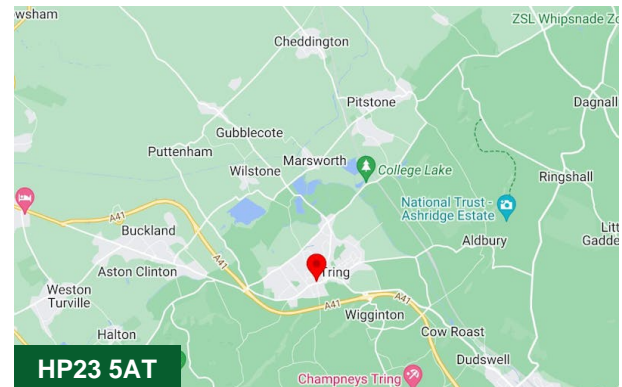 wsham
ZSL Whipsnade Zo
Cheddington
Pitstone
Dagnall
Gubblecote
Puttenham
Marsworth
College Lake
Wilstone
Ringshall
National Trust -
Ashridge Estate
A41
Buckland
Aldbury
Litt
Gadde
Aston Clinton
A41
Tring
Weston
Turville
A41
Wigginton
A41
Halton
Cow Roast
Dudswell
HP23 5AT
Champneys Tring